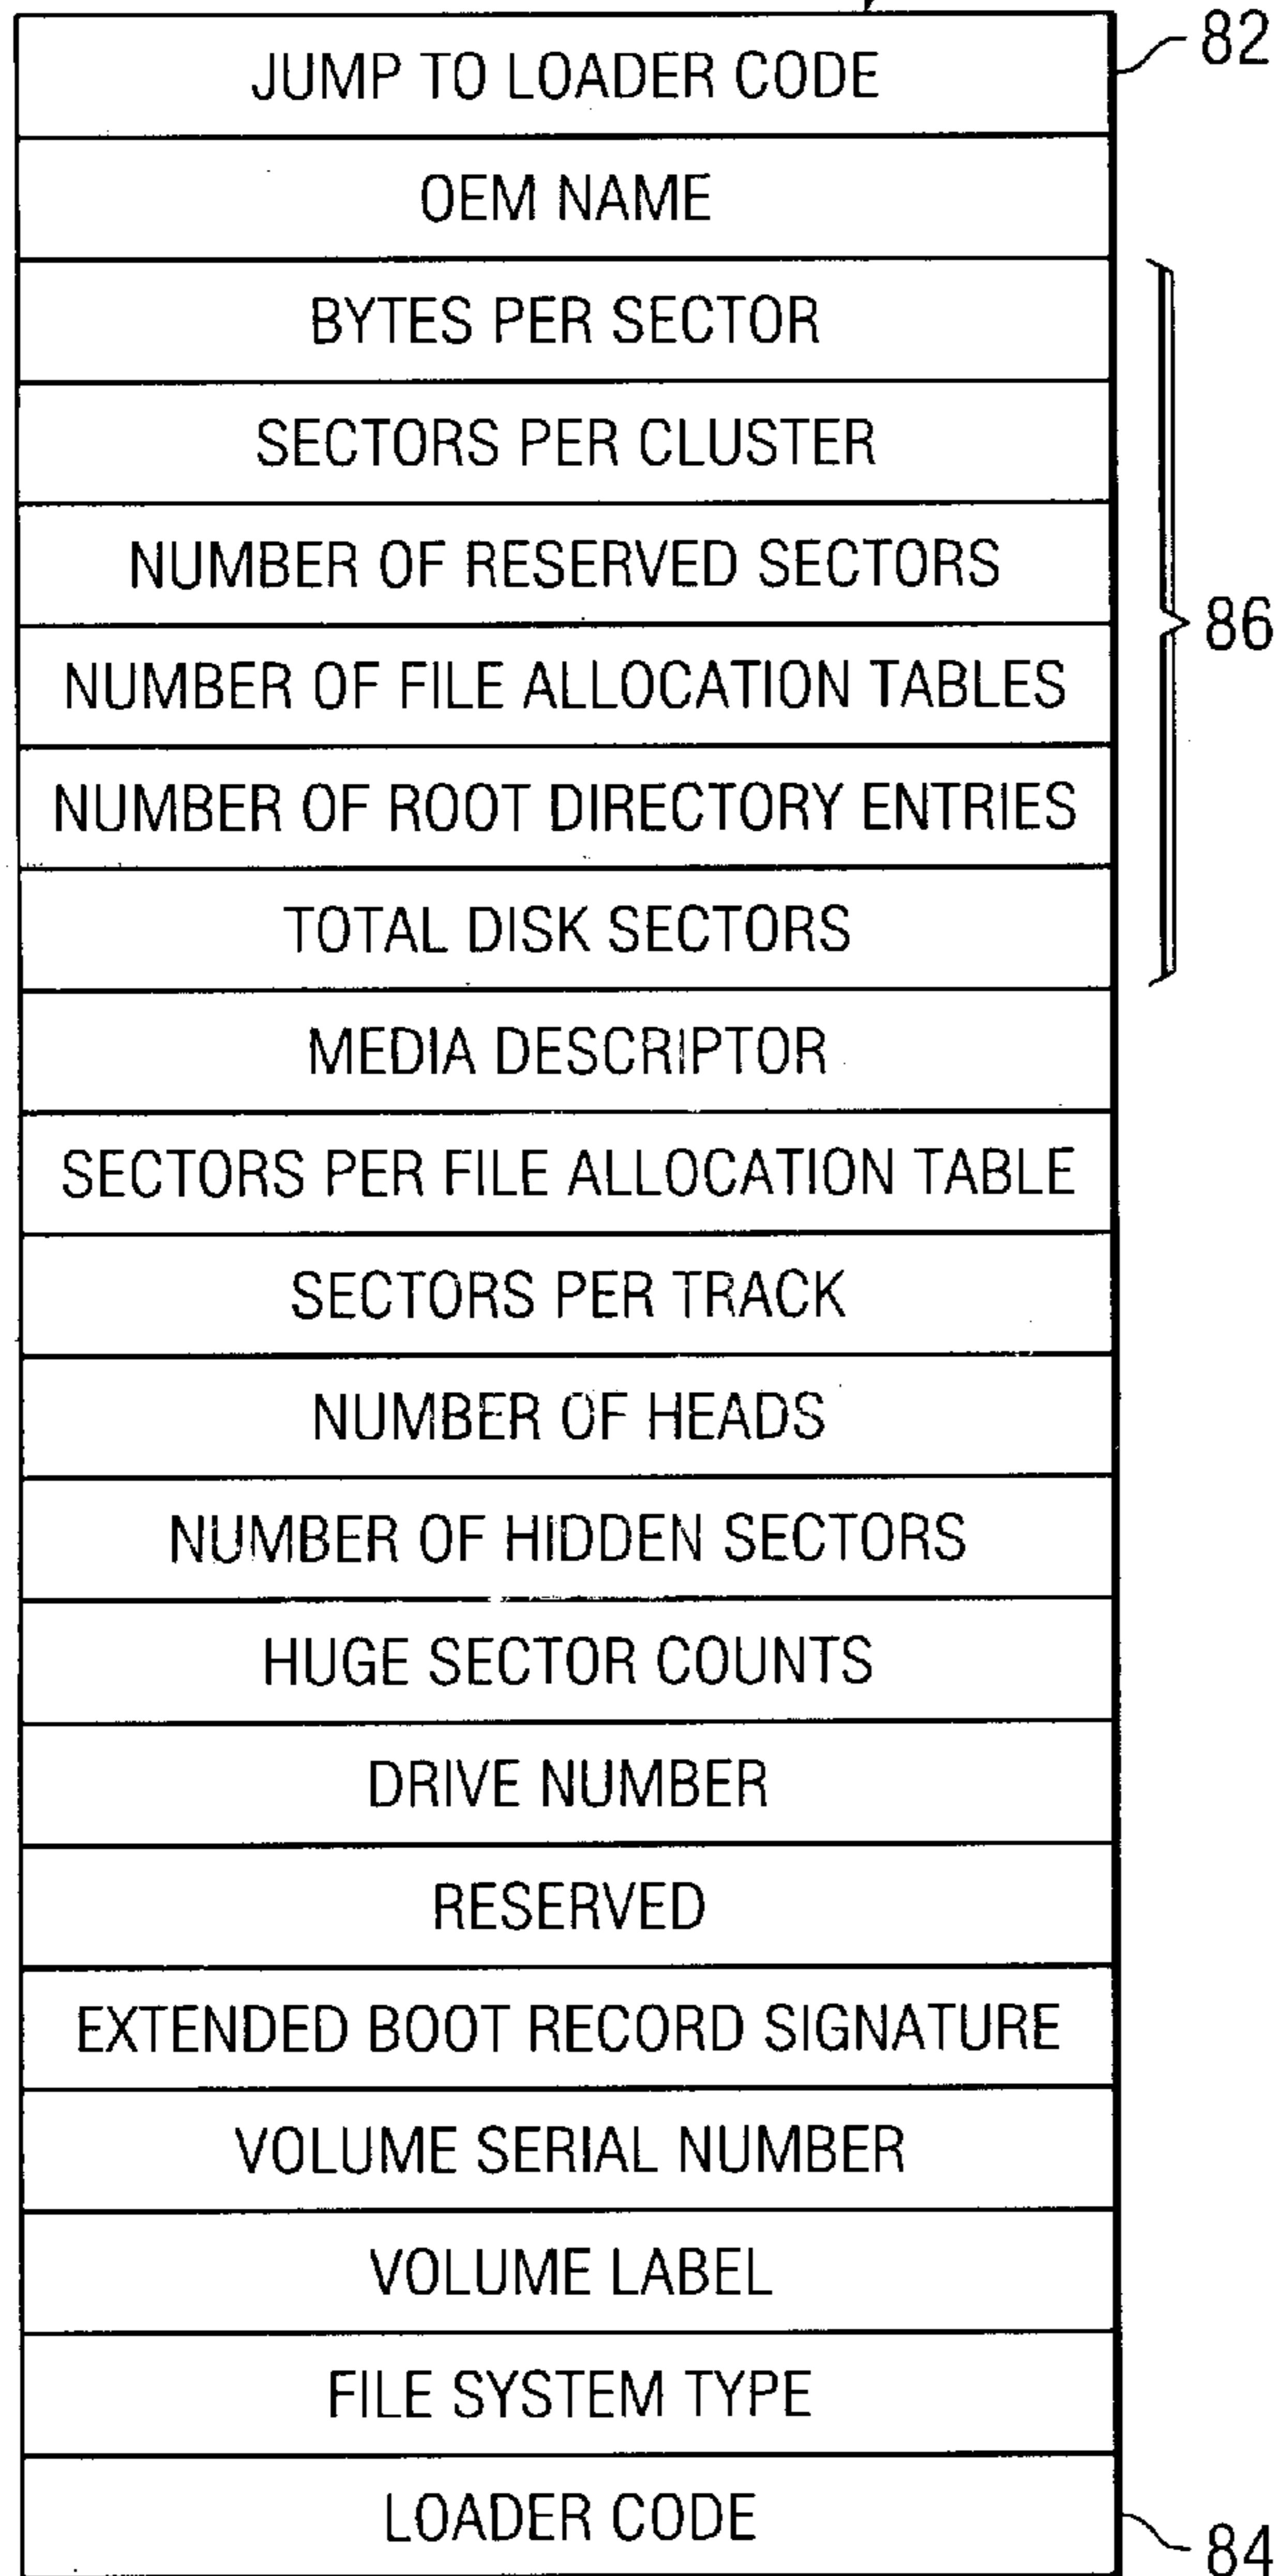 JUMP TO LOADER CODE
82
OEM NAME
BYTES PER SECTOR
SECTORS PER CLUSTER
NUMBER OF RESERVED SECTORS
86
NUMBER OF FILE ALLOCATION TABLES
NUMBER OF ROOT DIRECTORY ENTRIES
TOTAL DISK SECTORS
MEDIA DESCRIPTOR
SECTORS PER FILE ALLOCATION TABLE
SECTORS PER TRACK
NUMBER OF HEADS
NUMBER OF HIDDEN SECTORS
HUGE SECTOR COUNTS
DRIVE NUMBER
RESERVED
EXTENDED BOOT RECORD SIGNATURE
VOLUME SERIAL NUMBER
VOLUME LABEL
FILE SYSTEM TYPE
LOADER CODE
84